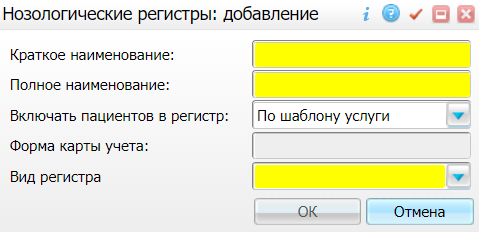 Нозологические регистры: добавление
Краткое наименование:
Полное наименование:
Включать пациентов в регистр: По шаблону услуги
Форма карты учета:
Вид регистра
ОК Отмена